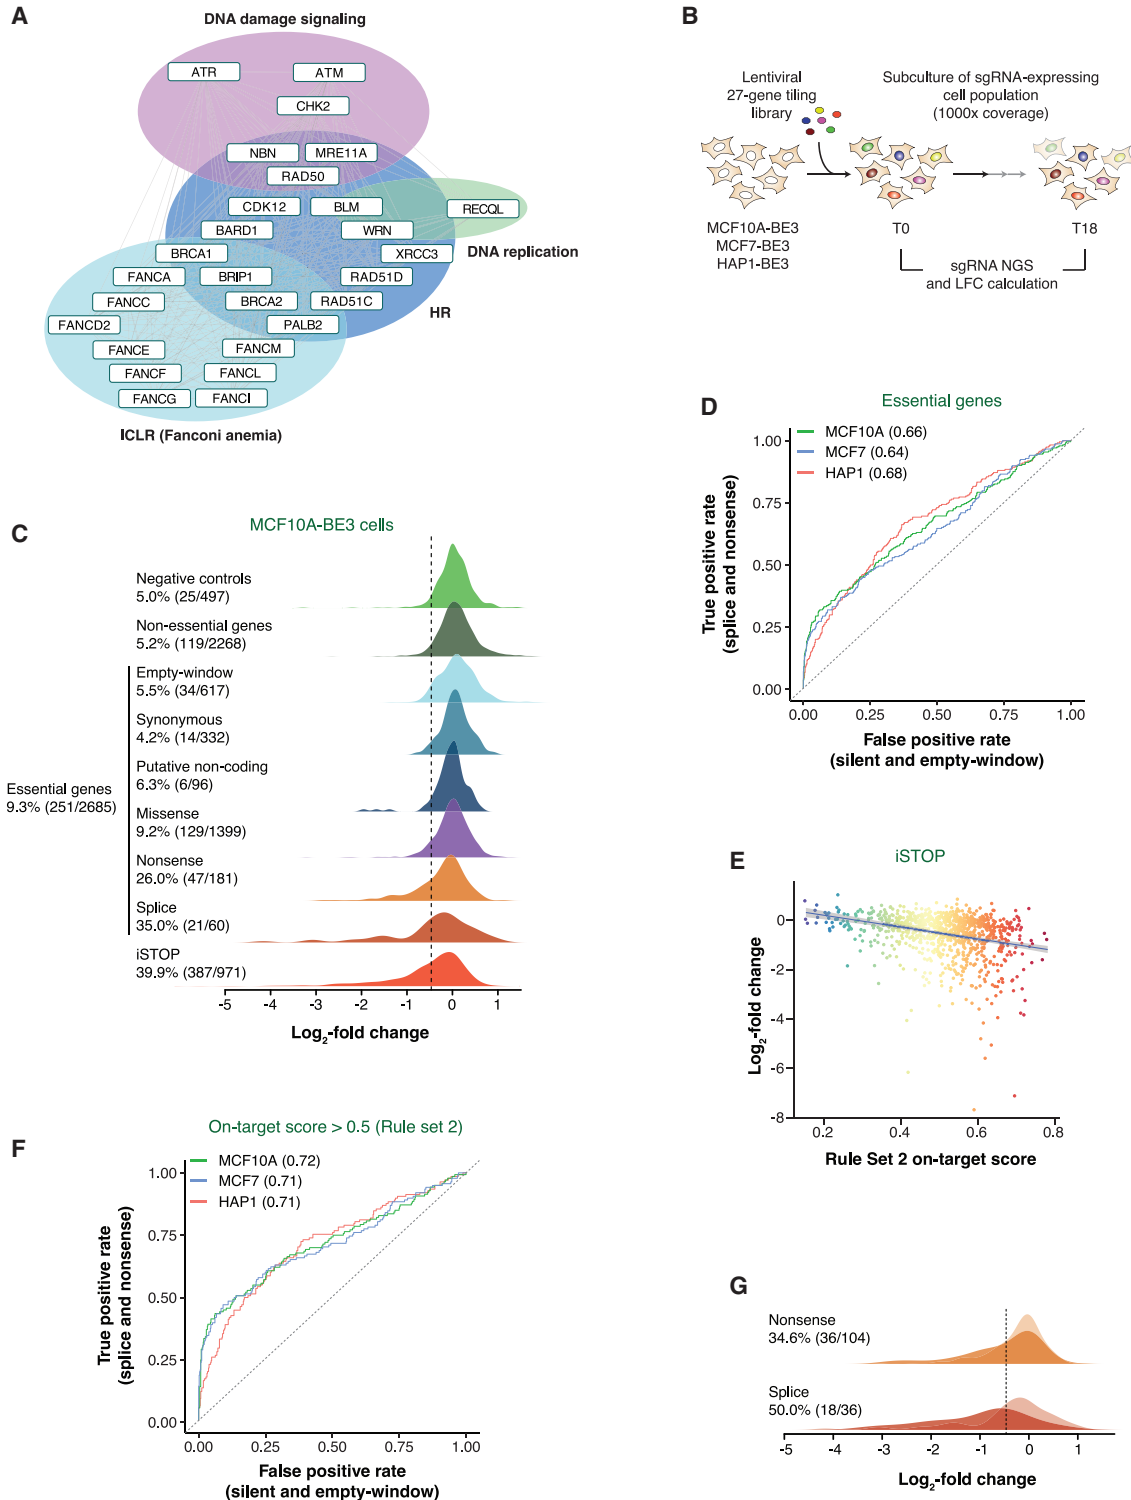 A
DNA damage signaling
ATR
ATM
CHK2
NBN
MRE11A
RAD50
CDK12
BLM
RECQL
BARD1
WRN
DNA replication
BRCA1
XRCC3
FANCA
BRIP1
RAD51D
FANCC
BRCA2
RAD51C
HR
FANCD2
PALB2
FANCE
FANCM
FANCF
FANCL
FANCG
FANCI
ICLR (Fanconi anemia)
B
Lentiviral
27-gene tiling
library
Subculture of sgRNA-expressing
cell population
(1000x coverage)
MCF10A-BE3
MCF7-BE3
HAP1-BE3
T0
T18
sgRNA NGS
and LFC calculation
C
MCF10A-BE3 cells
Negative controls
5.0% (25/497)
Non-essential genes
5.2% (119/2268)
Empty-window
5.5% (34/617)
Synonymous
4.2% (14/332)
Putative non-coding
6.3% (6/96)
Essential genes
9.3% (251/2685)
Missense
9.2% (129/1399)
Nonsense
26.0% (47/181)
Splice
35.0% (21/60)
iSTOP
39.9% (387/971)
-5 -4 -3 -2 -1 0 1
Log2-fold change
D
Essential genes
MCF10A (0.66)
MCF7 (0.64)
HAP1 (0.68)
True positive rate
(splice and nonsense)
1.00
0.75
0.50
0.25
0.00
0.00 0.25 0.50 0.75 1.00
False positive rate
(silent and empty-window)
E
iSTOP
Log2-fold change
0
-2
-4
-6
-8
0.2 0.4 0.6 0.8
Rule Set 2 on-target score
F
On-target score > 0.5 (Rule set 2)
MCF10A (0.72)
MCF7 (0.71)
HAP1 (0.71)
True positive rate
(splice and nonsense)
1.00
0.75
0.50
0.25
0.00
0.00 0.25 0.50 0.75 1.00
False positive rate
(silent and empty-window)
G
Nonsense
34.6% (36/104)
Splice
50.0% (18/36)
-5 -4 -3 -2 -1 0 1
Log2-fold change